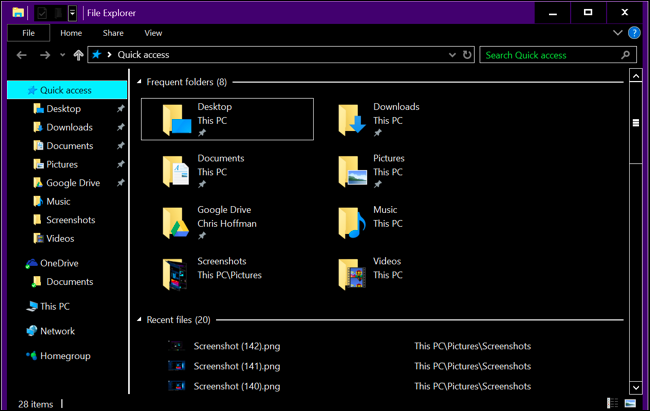 File Explorer
File
Home
Share
View
Quick access
Search Quick access
Quick access
Desktop
Downloads
Documents
Pictures
Google Drive
Music
Screenshots
Videos
OneDrive
Documents
This PC
Network
Homegroup
Frequent folders (8)
Desktop
This PC
Downloads
This PC
Documents
This PC
Pictures
This PC
Google Drive
Chris Hoffman
Music
This PC
Screenshots
This PC\Pictures
Videos
This PC
Recent files (20)
Screenshot (142).png This PC\Pictures\Screenshots
Screenshot (141).png This PC\Pictures\Screenshots
Screenshot (140).png This PC\Pictures\Screenshots
28 items